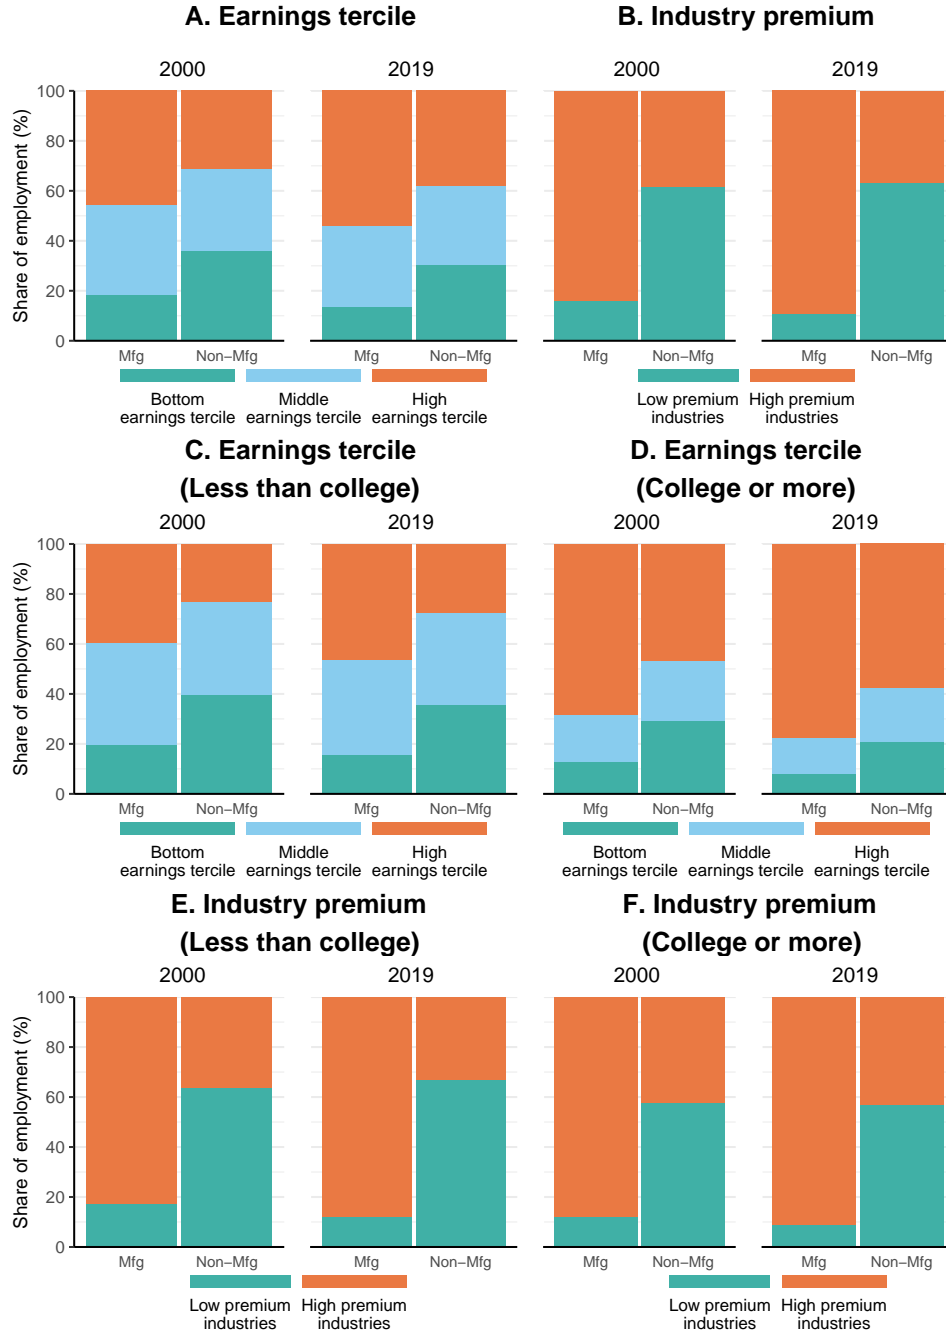 A. Earnings tercile
B. Industry premium
2000
2019
2000
2019
Share of employment (%)
100
80
60
40
20
0
Mfg
Non−Mfg
Mfg
Non−Mfg
Mfg
Non−Mfg
Mfg
Non−Mfg
Bottom
earnings tercile
Middle
earnings tercile
High
earnings tercile
Low premium
industries
High premium
industries
C. Earnings tercile
(Less than college)
D. Earnings tercile
(College or more)
2000
2019
2000
2019
Share of employment (%)
100
80
60
40
20
0
Mfg
Non−Mfg
Mfg
Non−Mfg
Mfg
Non−Mfg
Mfg
Non−Mfg
Bottom
earnings tercile
Middle
earnings tercile
High
earnings tercile
Bottom
earnings tercile
Middle
earnings tercile
High
earnings tercile
E. Industry premium
(Less than college)
F. Industry premium
(College or more)
2000
2019
2000
2019
Share of employment (%)
100
80
60
40
20
0
Mfg
Non−Mfg
Mfg
Non−Mfg
Mfg
Non−Mfg
Mfg
Non−Mfg
Low premium
industries
High premium
industries
Low premium
industries
High premium
industries